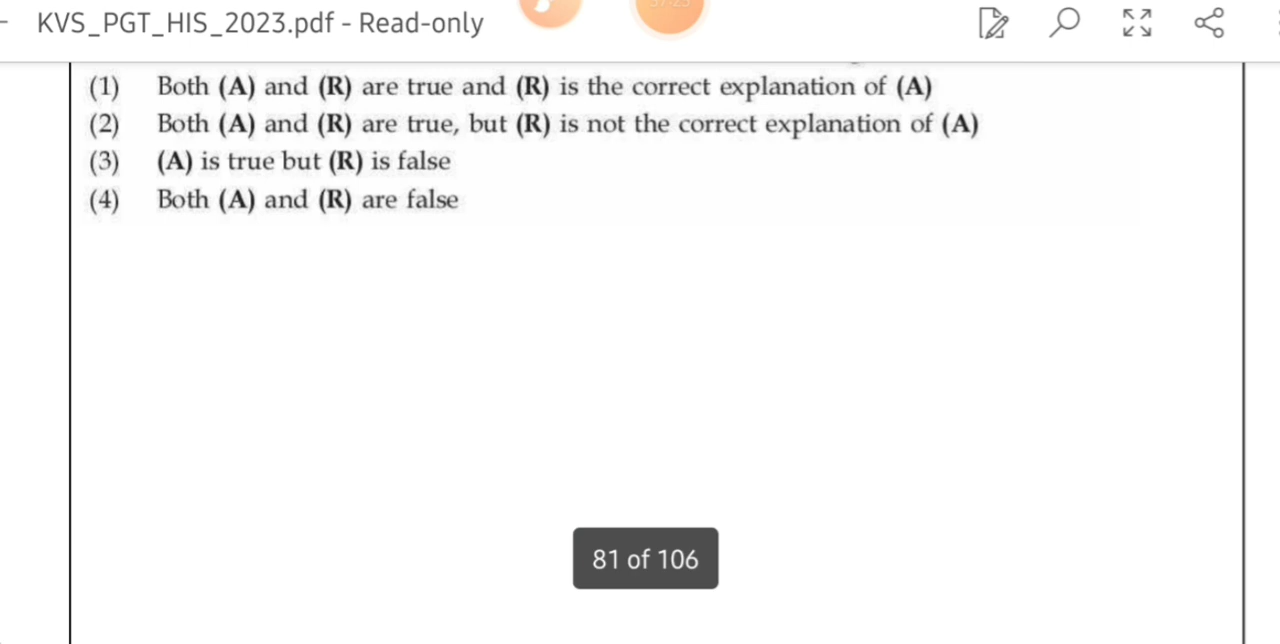 KVS_PGT_HIS_2023.pdf - Read-only
(1) Both (A) and (R) are true and (R) is the correct explanation of (A)
(2) Both (A) and (R) are true, but (R) is not the correct explanation of (A)
(3) (A) is true but (R) is false
(4) Both (A) and (R) are false
81 of 106